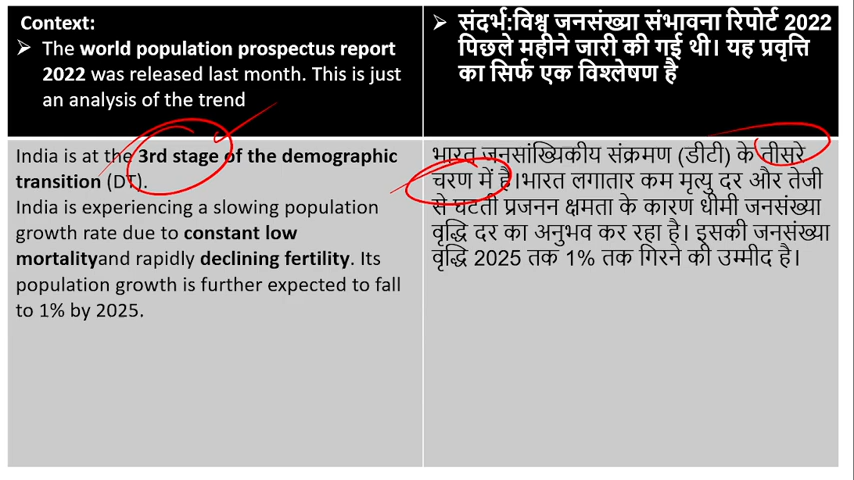 Context:
➢ The world population prospectus report
2022 was released last month. This is just
an analysis of the trend
➢ संदर्भ:विश्व जनसंख्या संभावना रिपोर्ट 2022
पिछले महीने जारी की गई थी। यह प्रवृत्ति
का सिर्फ एक विश्लेषण है
India is at the 3rd stage of the demographic
transition (DT).
India is experiencing a slowing population
growth rate due to constant low
mortalityand rapidly declining fertility. Its
population growth is further expected to fall
to 1% by 2025.
भारत जनसांख्यिकीय संक्रमण (डीटी) के तीसरे
चरण में है।भारत लगातार कम मृत्यु दर और तेजी
से घटती प्रजनन क्षमता के कारण धीमी जनसंख्या
वृद्धि दर का अनुभव कर रहा है। इसकी जनसंख्या
वृद्धि 2025 तक 1% तक गिरने की उम्मीद है।